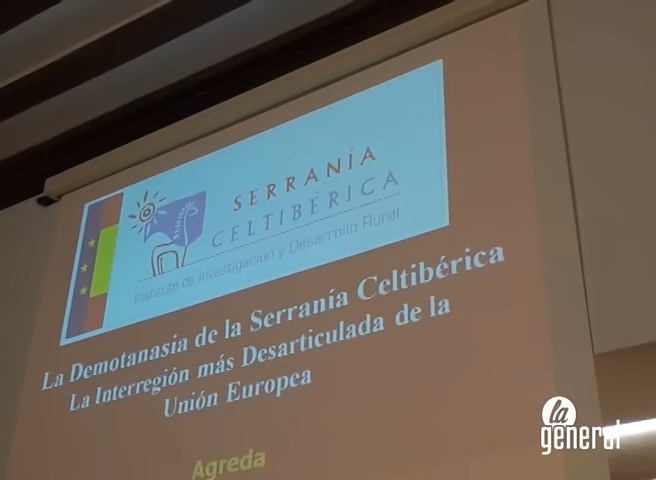 SERRANÍA
CELTIBÉRICA
Instituto de Investigación y Desarrollo Rural
La Demotanasia de la Serranía Celtibérica
La Interregión más Desarticulada de la
Unión Europea
Agreda
la
general